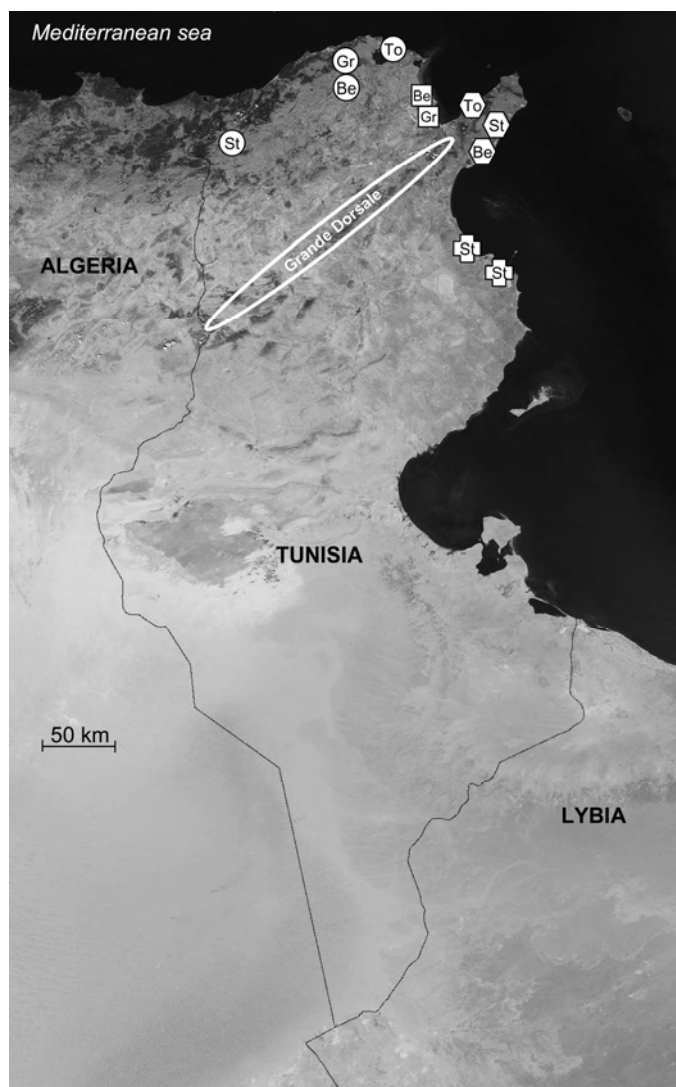 Mediterranean sea
To
Gr
Be
Be
To
Gr
St
St
Be
Grande Dorsale
St
ALGERIA
St
TUNISIA
50 km
LYBIA